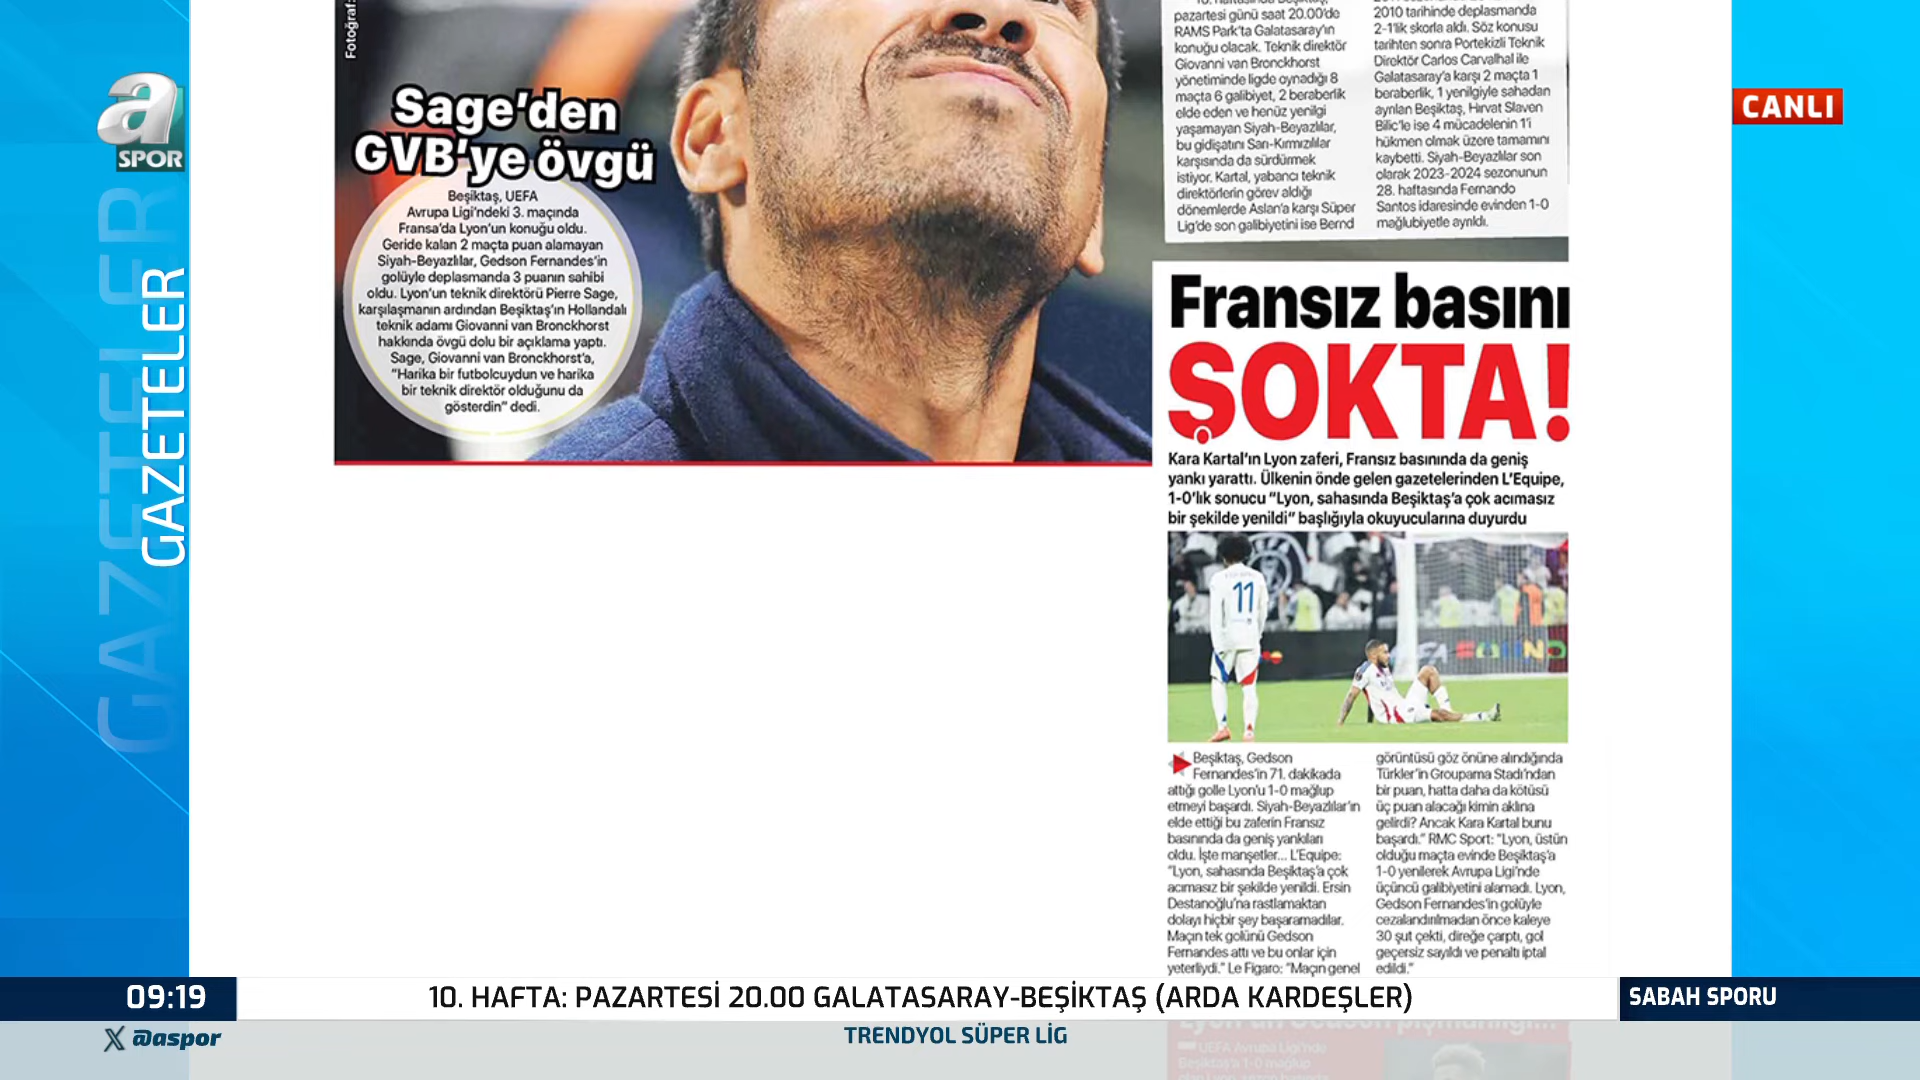 a
SPOR
GAZETELER
GAZETELER
CANLI
Fotoğraf:
Sage'den
GVB'ye övgü
Beşiktaş, UEFA
Avrupa Ligi'ndeki 3. maçında
Fransa'da Lyon'un konuğu oldu.
Geride kalan 2 maçta puan alamayan
Siyah-Beyazlılar, Gedson Fernandes'in
golüyle deplasmanda 3 puanın sahibi
oldu. Lyon'un teknik direktörü Pierre Sage,
karşılaşmanın ardından Beşiktaş'ın Hollandalı
teknik adamı Giovanni van Bronckhorst
hakkında övgü dolu bir açıklama yaptı.
Sage, Giovanni van Bronckhorst'a,
"Harika bir futbolcuydun ve harika
bir teknik direktör olduğunu da
gösterdin" dedi.
10. haftasında Beşiktaş,
pazartesi günü saat 20.00'de
RAMS Park'ta Galatasaray'ın
konuğu olacak. Teknik direktör
Giovanni van Bronckhorst
yönetiminde ligde oynadığı 8
maçta 6 galibiyet, 2 beraberlik
elde eden ve henüz yenilgi
yaşamayan Siyah-Beyazlılar,
bu gidişatını Sarı-Kırmızılılar
karşısında da sürdürmek
istiyor. Kartal, yabancı teknik
direktörlerin görev aldığı
dönemlerde Aslan'a karşı Süper
Lig'de son galibiyetini ise Bernd
2010 tarihinde deplasmanda
2-1'lik skorla aldı. Söz konusu
tarihten sonra Portekizli Teknik
Direktör Carlos Carvalhal ile
Galatasaray'a karşı 2 maçta 1
beraberlik, 1 yenilgiyle sahadan
ayrılan Beşiktaş, Hırvat Slaven
Bilic'le ise 4 mücadelenin 1'i
hükmen olmak üzere tamamını
kaybetti. Siyah-Beyazlılar son
olarak 2023-2024 sezonunun
28. haftasında Fernando
Santos idaresinde evinden 1-0
mağlubiyetle ayrıldı.
Fransız basını
ŞOKTA!
Kara Kartal'ın Lyon zaferi, Fransız basınında da geniş
yankı yarattı. Ülkenin önde gelen gazetelerinden L'Equipe,
1-0'lık sonucu "Lyon, sahasında Beşiktaş'a çok acımasız
bir şekilde yenildi" başlığıyla okuyucularına duyurdu
11
Beşiktaş, Gedson
Fernandes'in 71. dakikada
attığı golle Lyon'u 1-0 mağlup
etmeyi başardı. Siyah-Beyazlılar'ın
elde ettiği bu zaferin Fransız
basınında da geniş yankıları
oldu. İşte manşetler... L'Equipe:
"Lyon, sahasında Beşiktaş'a çok
acımasız bir şekilde yenildi. Ersin
Destanoğlu'na rastlamaktan
dolayı hiçbir şey başaramadılar.
Maçın tek golünü Gedson
Fernandes attı ve bu onlar için
yeterliydi." Le Figaro: "Maçın genel
görüntüsü göz önüne alındığında
Türkler'in Groupama Stadı'ndan
bir puan, hatta daha da kötüsü
üç puan alacağı kimin aklına
gelirdi? Ancak Kara Kartal bunu
başardı." RMC Sport: "Lyon, üstün
olduğu maçta evinde Beşiktaş'a
1-0 yenilerek Avrupa Ligi'nde
üçüncü galibiyetini alamadı. Lyon,
Gedson Fernandes'in golüyle
cezalandırılmadan önce kaleye
30 şut çekti, direğe çarptı, gol
geçersiz sayıldı ve penaltı iptal
edildi."
09:19
10. HAFTA: PAZARTESİ 20.00 GALATASARAY-BEŞİKTAŞ (ARDA KARDEŞLER)
SABAH SPORU
X @aspor
TRENDYOL SÜPER LİG
UEFA Avrupa Ligi'nde
Beşiktaş'a 1-0 mağlup